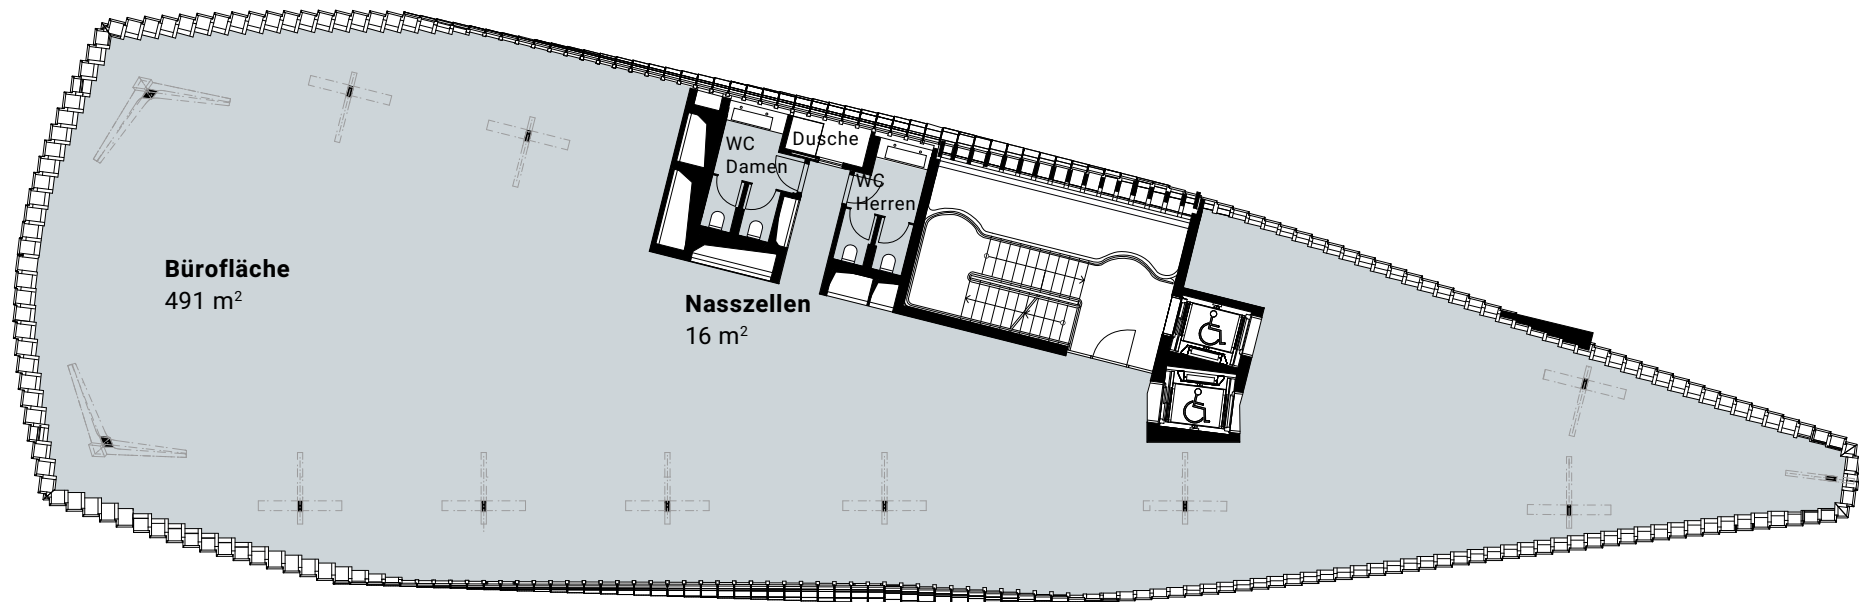 WC
Damen
Dusche
WC
Herren
Bürofläche
491 m²
Nasszellen
16 m²